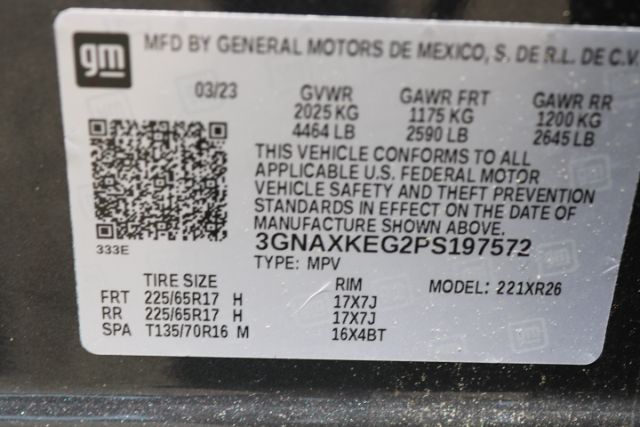 gm
MFD BY GENERAL MOTORS DE MEXICO, S. DE R.L. DE C.V.
03/23 GVWR GAWR FRT GAWR RR
2025 KG 1175 KG 1200 KG
4464 LB 2590 LB 2645 LB
THIS VEHICLE CONFORMS TO ALL
APPLICABLE U.S. FEDERAL MOTOR
VEHICLE SAFETY AND THEFT PREVENTION
STANDARDS IN EFFECT ON THE DATE OF
MANUFACTURE SHOWN ABOVE.
333E
3GNAXKEG2PS197572
TYPE: MPV
TIRE SIZE RIM MODEL: 221XR26
FRT 225/65R17 H 17X7J
RR 225/65R17 H 17X7J
SPA T135/70R16 M 16X4BT